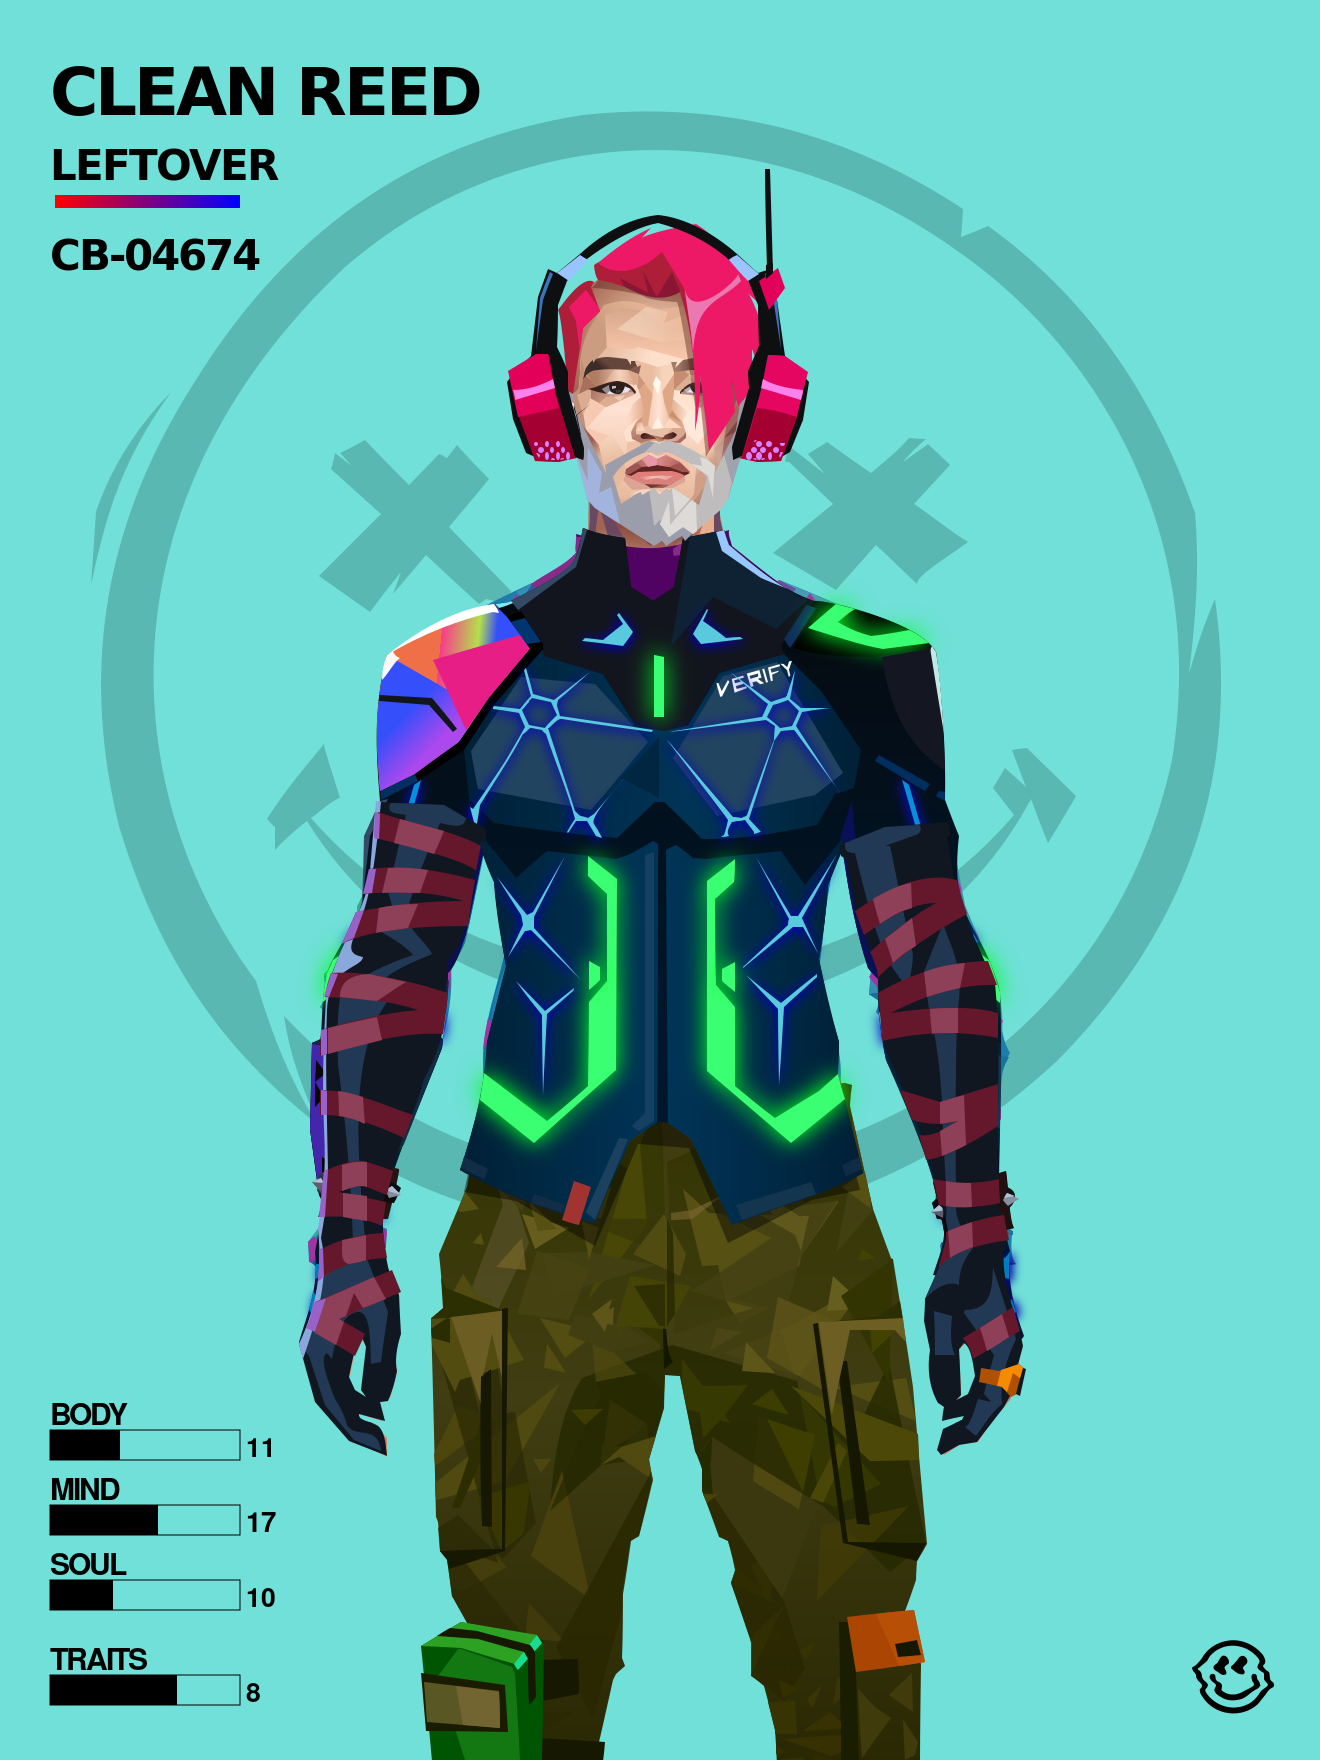 CLEAN REED
LEFTOVER
CB-04674
VERIFY
BODY
11
MIND
17
SOUL
10
TRAITS
8